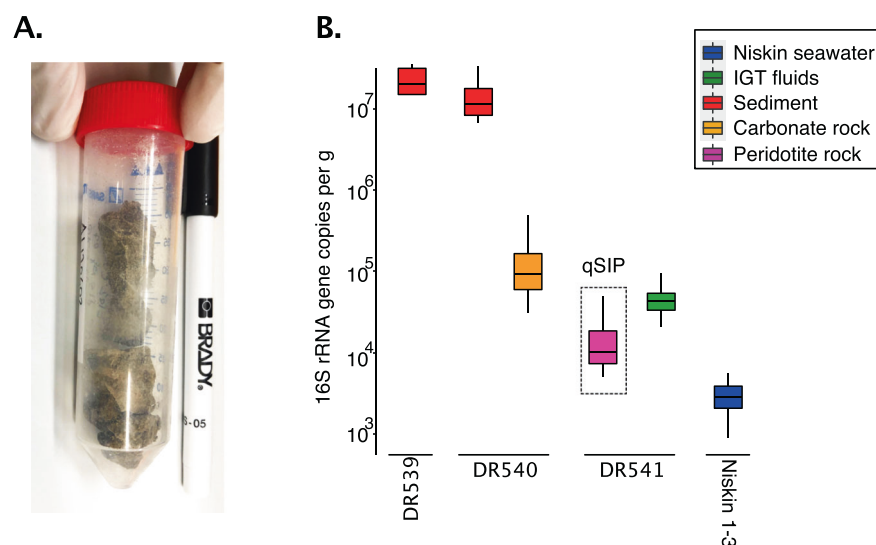 A.
B.
BRADY®
S-05
Niskin seawater
IGT fluids
Sediment
Carbonate rock
Peridotite rock
16S rRNA gene copies per g
10^7
10^6
10^5
10^4
10^3
qSIP
DR539
DR540
DR541
Niskin 1-3